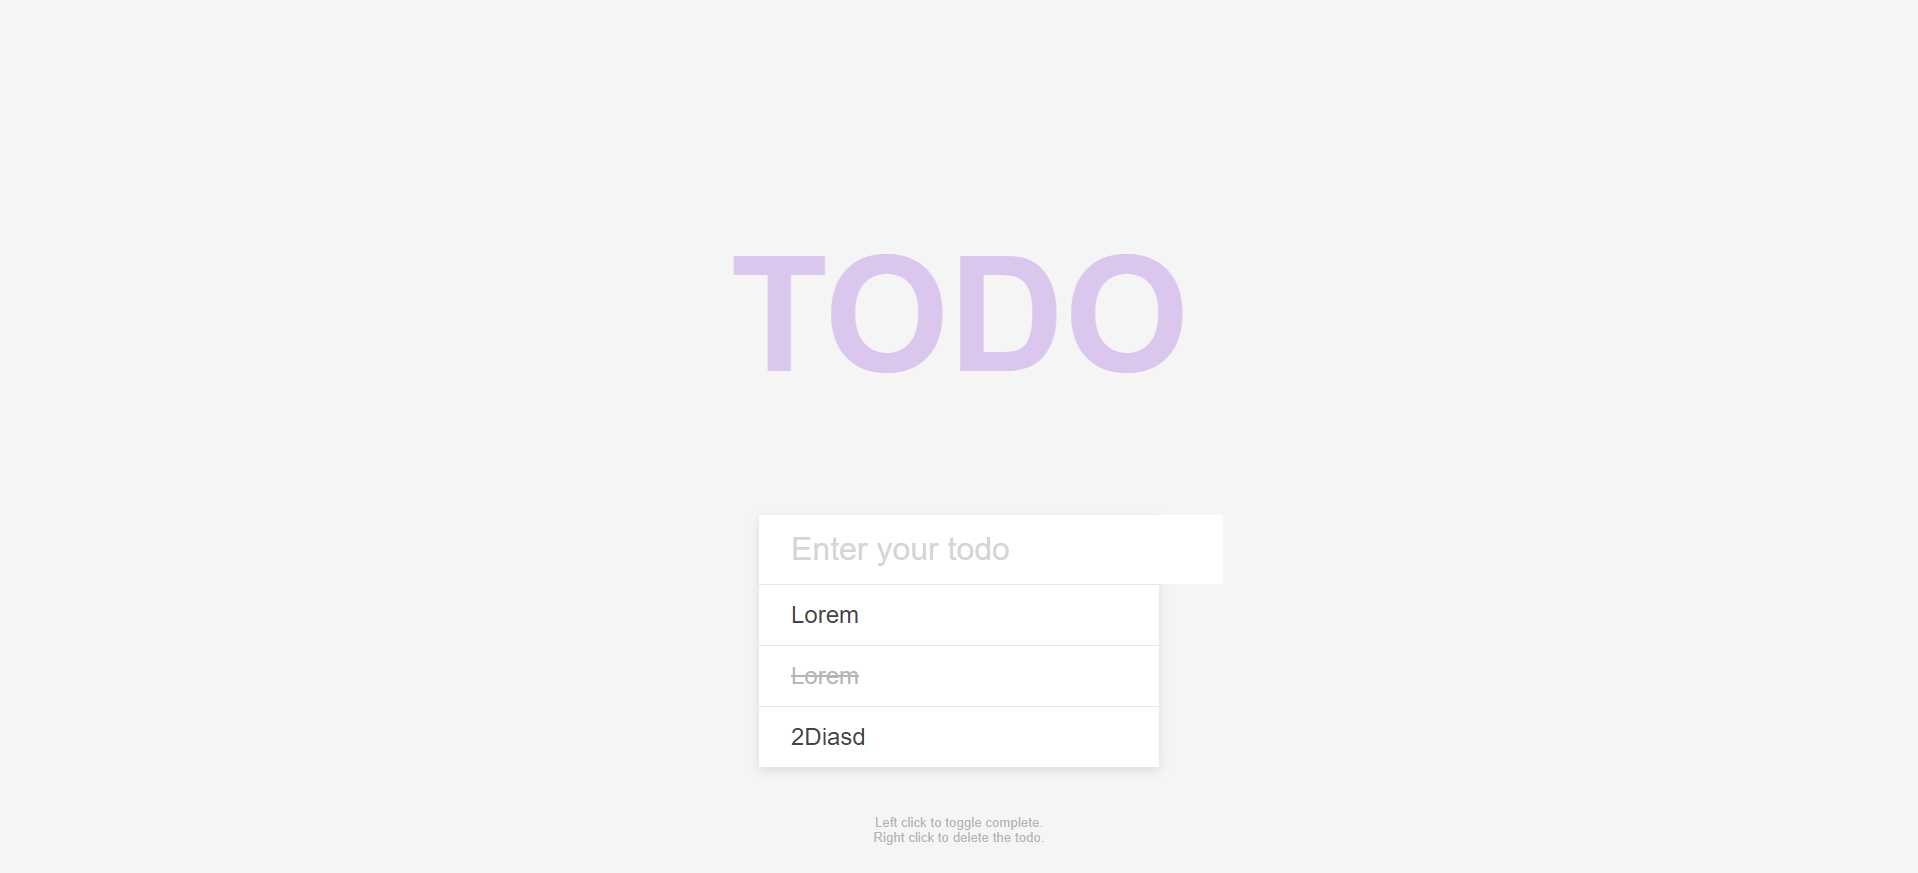 TODO
Enter your todo
Lorem
Lorem
2Diasd
Left click to toggle complete.
Right click to delete the todo.